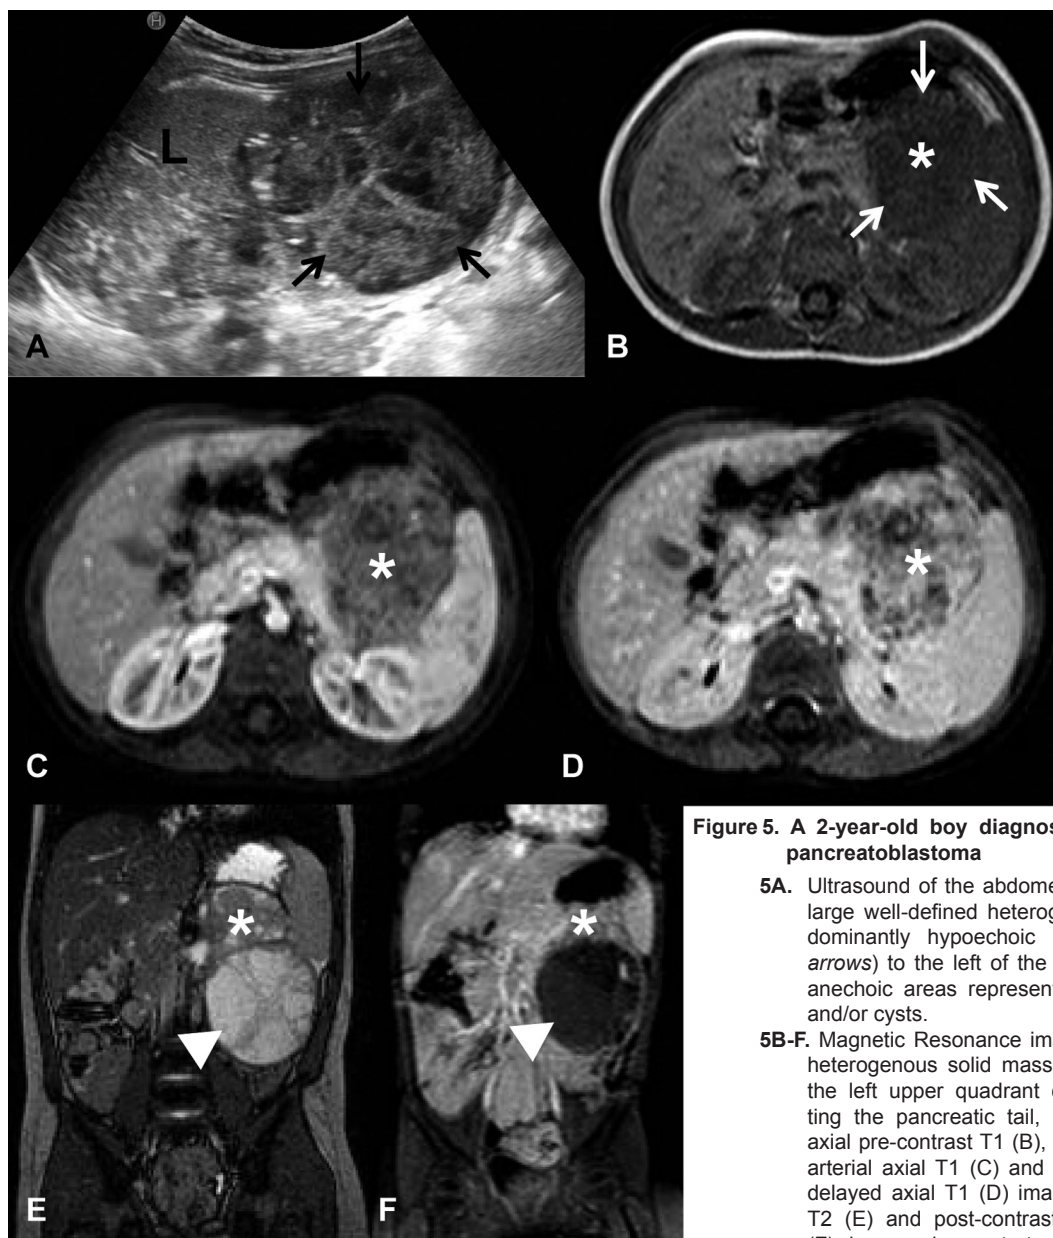 H
L
A
B
*
C
*
D
*
E
*
F
*
Figure 5. A 2-year-old boy diagnos
pancreatoblastoma
5A. Ultrasound of the abdome
large well-defined heterog
dominantly hypoechoic
arrows) to the left of the
anechoic areas represent
and/or cysts.
5B-F. Magnetic Resonance im
heterogenous solid mass
the left upper quadrant
ting the pancreatic tail,
axial pre-contrast T1 (B),
arterial axial T1 (C) and
delayed axial T1 (D) ima
T2 (E) and post-contrast